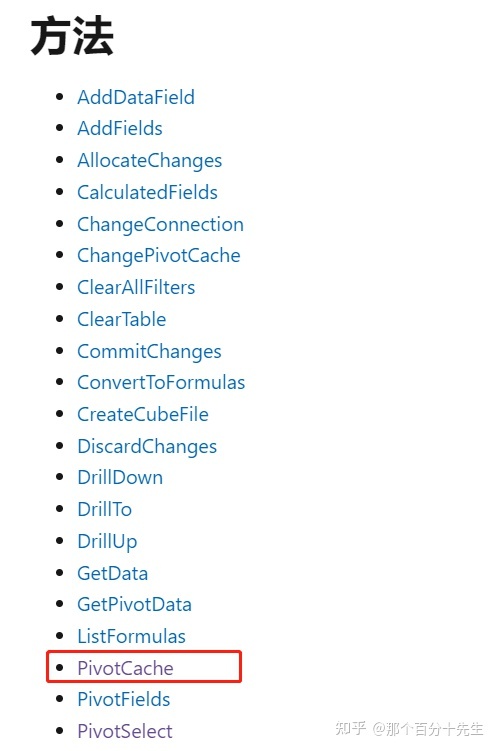 方法
AddDataField
AddFields
AllocateChanges
CalculatedFields
ChangeConnection
ChangePivotCache
ClearAllFilters
ClearTable
CommitChanges
ConvertToFormulas
CreateCubeFile
DiscardChanges
DrillDown
DrillTo
DrillUp
GetData
GetPivotData
ListFormulas
PivotCache
PivotFields
PivotSelect
知乎 @那个百分十先生